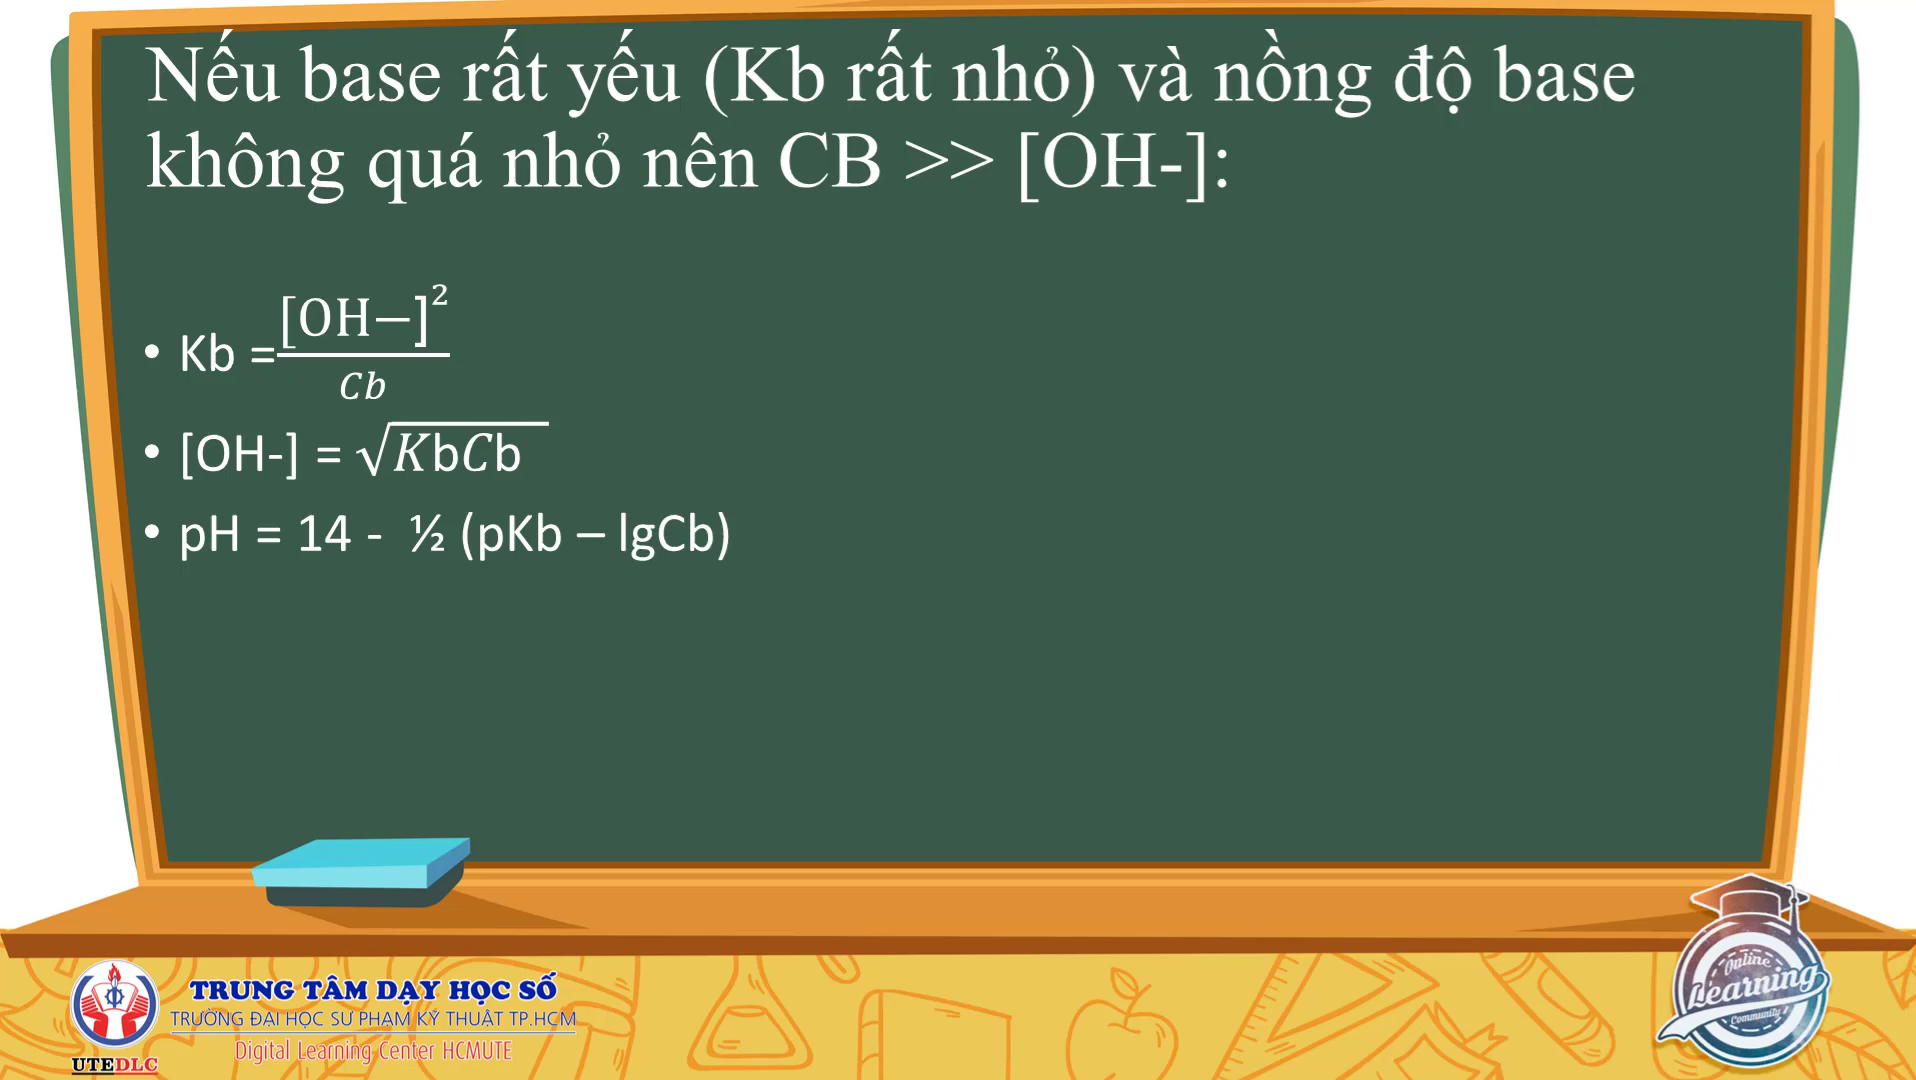 Nếu base rất yếu (Kb rất nhỏ) và nồng độ base
không quá nhỏ nên CB >> [OH-]:
• Kb = [OH−]² / Cb
• [OH-] = √KbCb
• pH = 14 - ½ (pKb – lgCb)
TRUNG TÂM DẠY HỌC SỐ
TRƯỜNG ĐẠI HỌC SƯ PHẠM KỸ THUẬT TP.HCM
Digital Learning Center HCMUTE
UTEDLC
Online
Learning
Community